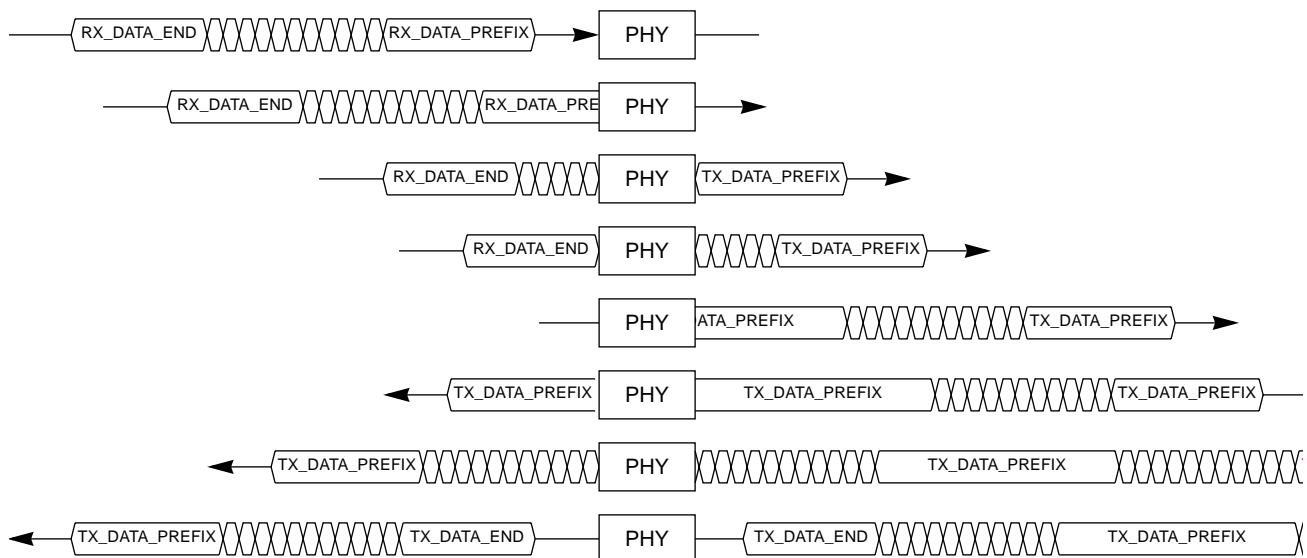 RX_DATA_END RX_DATA_PREFIX PHY
RX_DATA_END RX_DATA_PRE PHY
RX_DATA_END PHY TX_DATA_PREFIX
RX_DATA_END PHY TX_DATA_PREFIX
PHY ATA_PREFIX TX_DATA_PREFIX
TX_DATA_PREFIX PHY TX_DATA_PREFIX TX_DATA_PREFIX
TX_DATA_PREFIX PHY TX_DATA_PREFIX
TX_DATA_PREFIX TX_DATA_END PHY TX_DATA_END TX_DATA_PREFIX